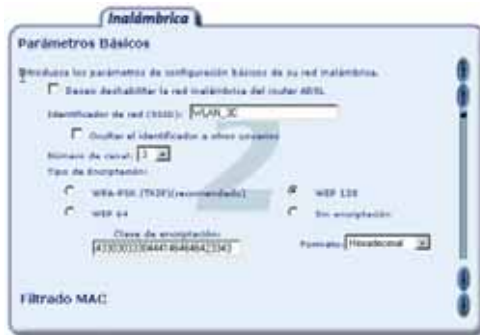 Inalámbrica
Parámetros Básicos
Introduzca los parámetros de configuración básicos de su red inalámbrica.
Deseo deshabilitar la red inalámbrica del router ADSL
Identificador de red (SSID):
Ocultar el identificador a otros usuarios
Número de canal: 3
Tipo de Encriptación:
WPA-PSK (TKIP)(recomendado)
WEP 128
WEP 64
Sin encriptación
Clave de encriptación:
Formato: Hexadecimal
Filtrado MAC
2